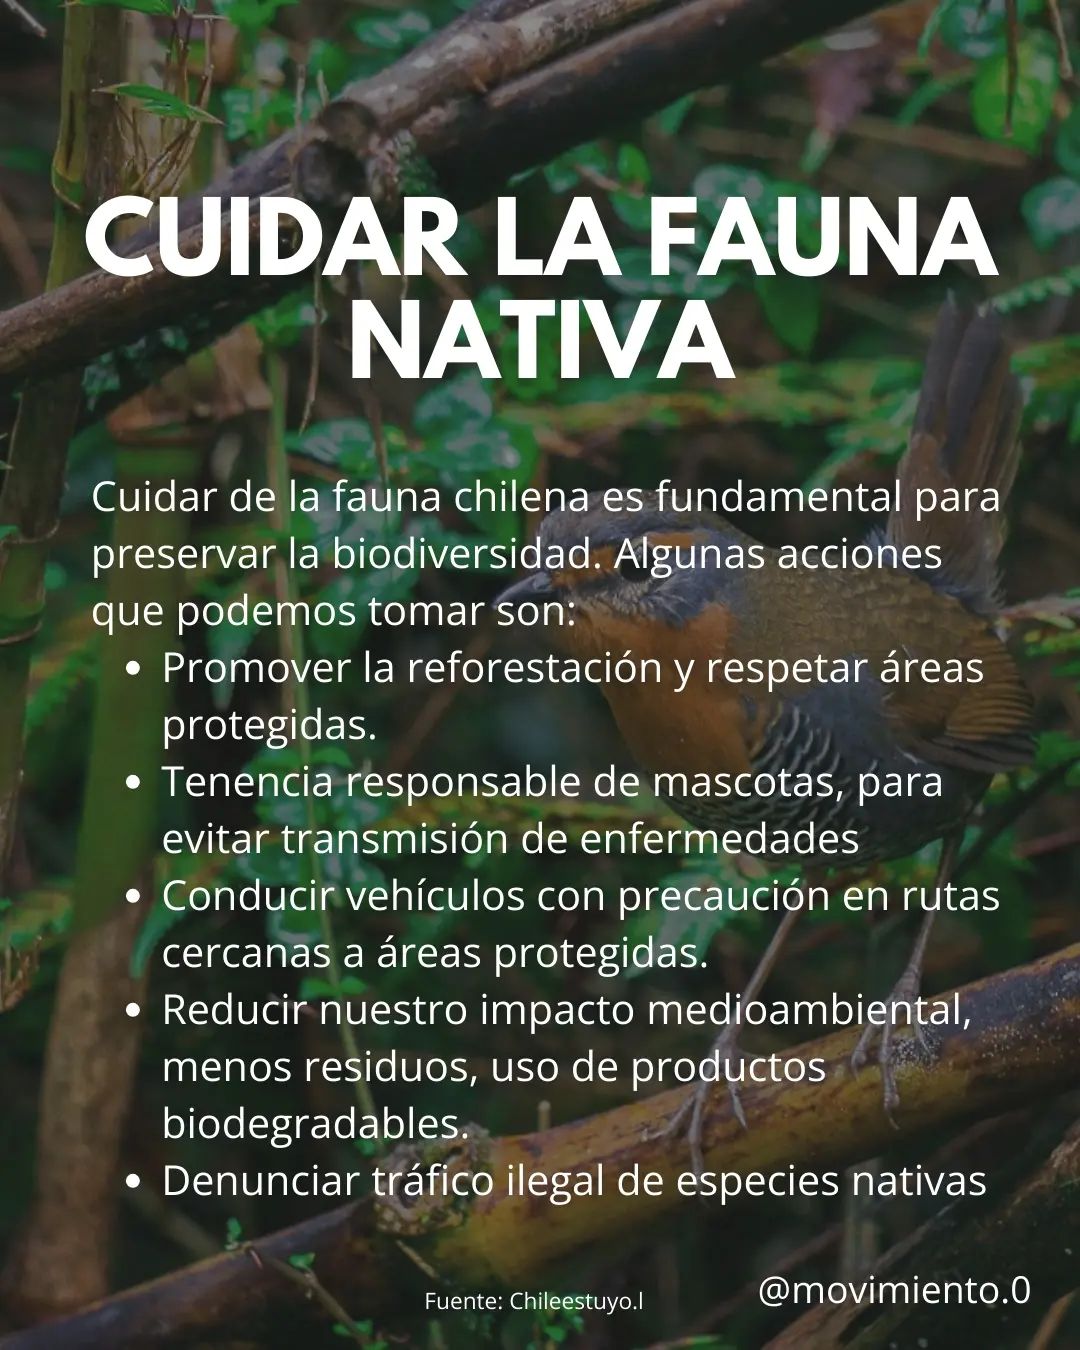 CUIDAR LA FAUNA
NATIVA
Cuidar de la fauna chilena es fundamental para
preservar la biodiversidad. Algunas acciones
que podemos tomar son:
• Promover la reforestación y respetar áreas
protegidas.
• Tenencia responsable de mascotas, para
evitar transmisión de enfermedades
• Conducir vehículos con precaución en rutas
cercanas a áreas protegidas.
• Reducir nuestro impacto medioambiental,
menos residuos, uso de productos
biodegradables.
• Denunciar tráfico ilegal de especies nativas
Fuente: Chileestuyo.l
@movimiento.0